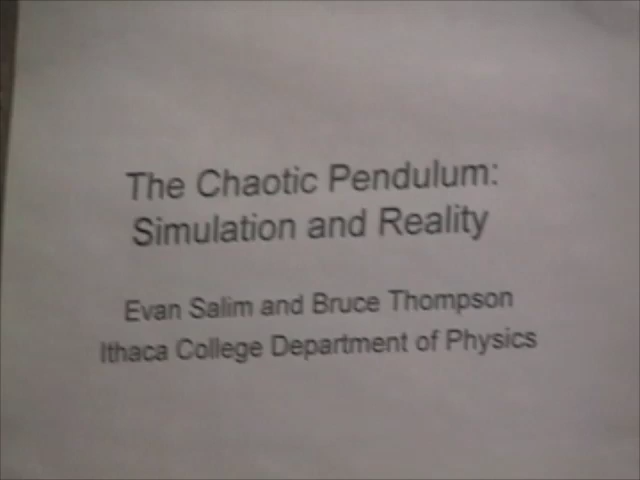 The Chaotic Pendulum:
Simulation and Reality
Evan Salim and Bruce Thompson
Ithaca College Department of Physics